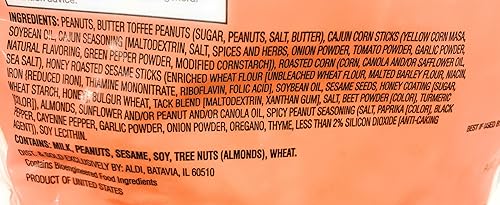 INGREDIENTS: PEANUTS, BUTTER TOFFEE PEANUTS (SUGAR, PEANUTS, SALT, BUTTER), CAJUN CORN STICKS (YELLOW CORN MASA,
SOYBEAN OIL, CAJUN SEASONING [MALTODEXTRIN, SALT, SPICES AND HERBS, ONION POWDER, TOMATO POWDER, GARLIC POWDER,
NATURAL FLAVORING, GREEN PEPPER POWDER, MODIFIED CORNSTARCH]), ROASTED CORN (CORN, CANOLA AND/OR SAFFLOWER OIL,
SEA SALT), HONEY ROASTED SESAME STICKS (ENRICHED WHEAT FLOUR [UNBLEACHED WHEAT FLOUR, MALTED BARLEY FLOUR, NIACIN,
IRON (REDUCED IRON), THIAMINE MONONITRATE, RIBOFLAVIN, FOLIC ACID], SOYBEAN OIL, SESAME SEEDS, HONEY COATING [SUGAR,
WHEAT STARCH, HONEY], BULGUR WHEAT, TACK BLEND [MALTODEXTRIN, XANTHAN GUM], SALT, BEET POWDER [COLOR], TURMERIC
[COLOR]), ALMONDS, SUNFLOWER AND/OR PEANUT AND/OR CANOLA OIL, SPICY PEANUT SEASONING (SALT, PAPRIKA [COLOR], BLACK
PEPPER, CAYENNE PEPPER, GARLIC POWDER, ONION POWDER, OREGANO, THYME, LESS THAN 2% SILICON DIOXIDE [ANTI-CAKING
AGENT]), SOY LECITHIN.
BEST IF USED BY
CONTAINS: MILK, PEANUTS, SESAME, SOY, TREE NUTS (ALMONDS), WHEAT.
DIST. & SOLD EXCLUSIVELY BY: ALDI, BATAVIA, IL 60510
Contains Bioengineered Food Ingredients
PRODUCT OF UNITED STATES